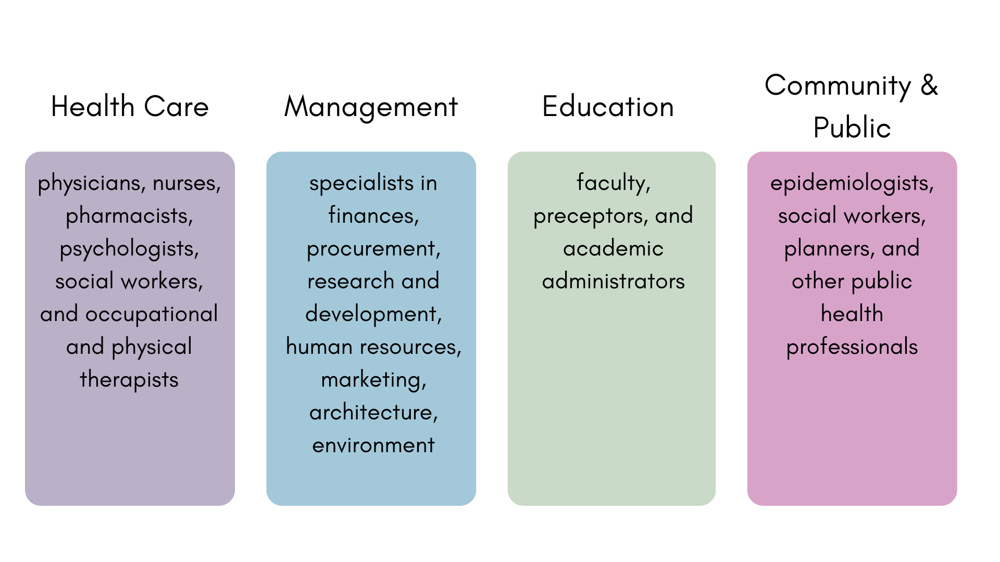 Health Care
physicians, nurses,
pharmacists,
psychologists,
social workers,
and occupational
and physical
therapists
Management
specialists in
finances,
procurement,
research and
development,
human resources,
marketing,
architecture,
environment
Education
faculty,
preceptors, and
academic
administrators
Community &
Public
epidemiologists,
social workers,
planners, and
other public
health
professionals